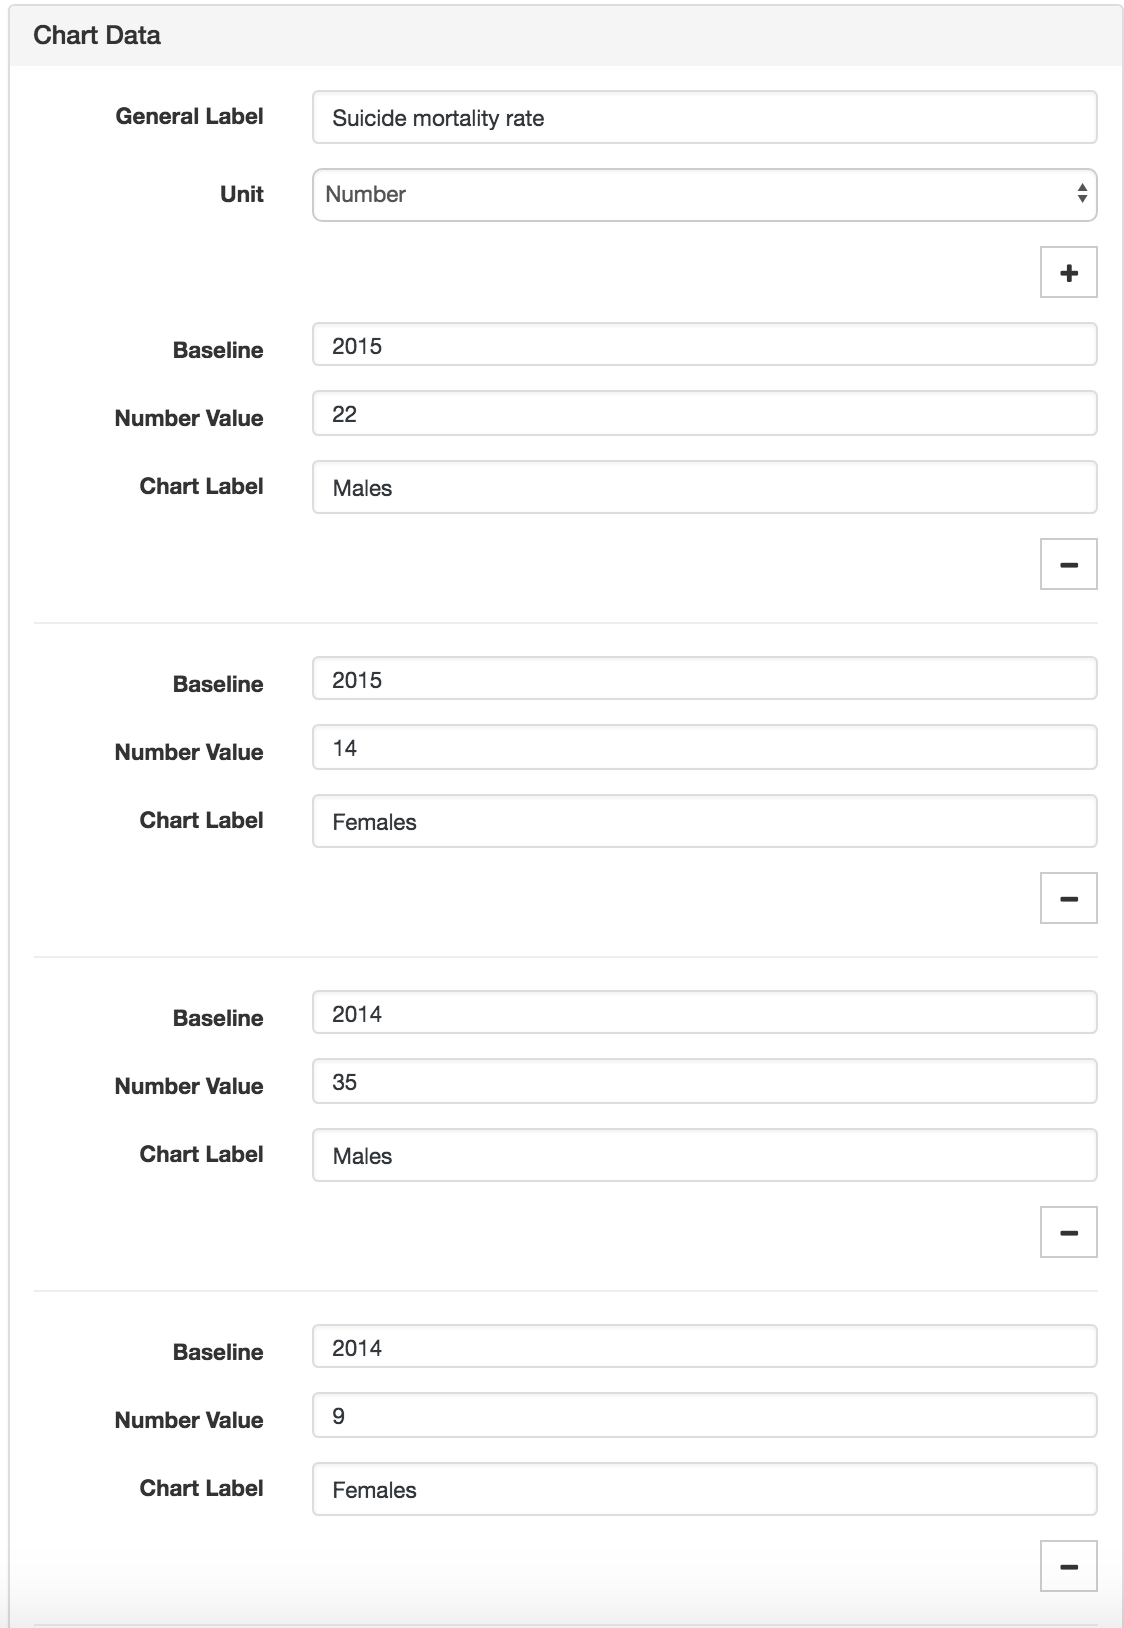 Chart Data
General Label Suicide mortality rate
Unit Number
Baseline 2015
Number Value 22
Chart Label Males
Baseline 2015
Number Value 14
Chart Label Females
Baseline 2014
Number Value 35
Chart Label Males
Baseline 2014
Number Value 9
Chart Label Females